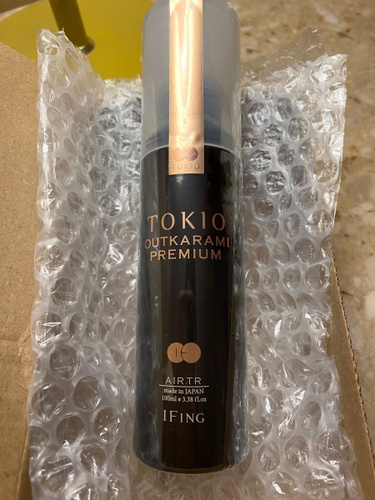 TOKIO
OUTKARAMI
PREMIUM
AIR.TR
made in JAPAN
100ml e 3.38 fl.oz
IFING